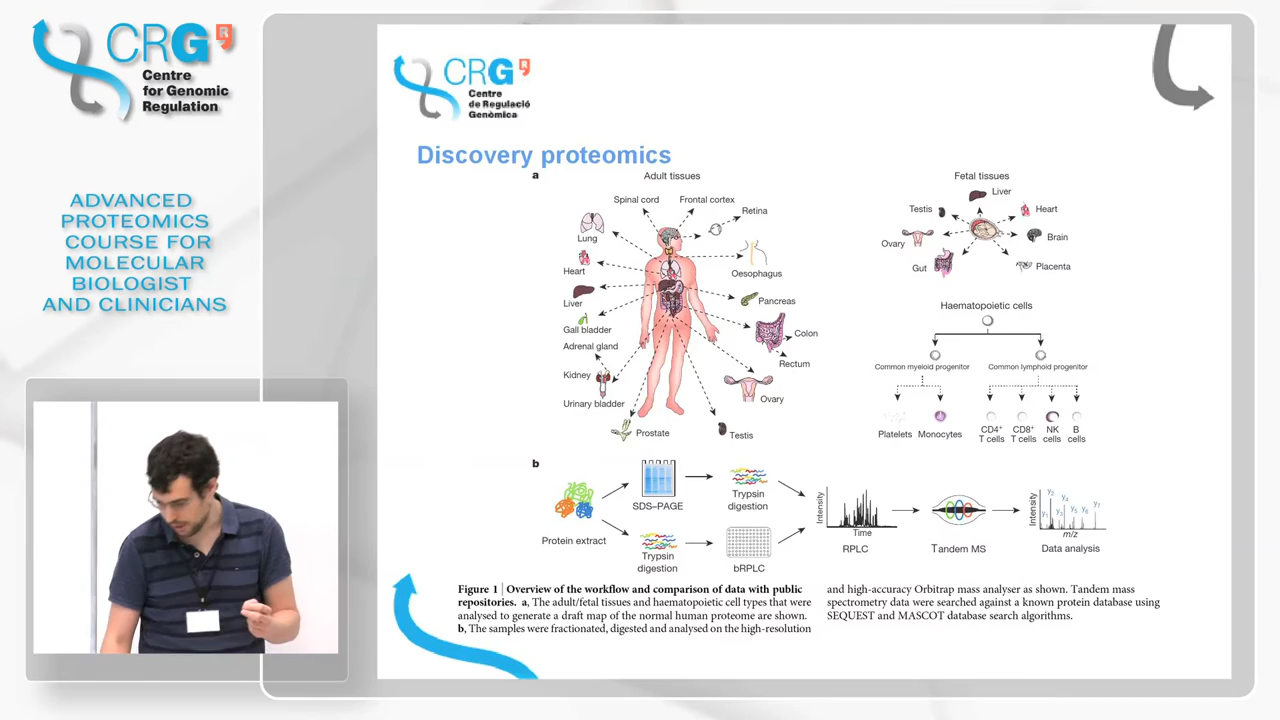 CRG
Centre
for Genomic
Regulation
ADVANCED
PROTEOMICS
COURSE FOR
MOLECULAR
BIOLOGIST
AND CLINICIANS
CRG
Centre
de Regulació
Genòmica
Discovery proteomics
a
Adult tissues
Spinal cord
Frontal cortex
Retina
Lung
Heart
Oesophagus
Liver
Pancreas
Gall bladder
Colon
Adrenal gland
Rectum
Kidney
Urinary bladder
Ovary
Prostate
Testis
Fetal tissues
Liver
Testis
Heart
Ovary
Brain
Gut
Placenta
Haematopoietic cells
Common myeloid progenitor
Common lymphoid progenitor
Platelets
Monocytes
CD4+
T cells
CD8+
T cells
NK
cells
B
cells
b
Protein extract
SDS–PAGE
Trypsin
digestion
Trypsin
digestion
bRPLC
Intensity
Time
RPLC
Tandem MS
Intensity
y1
y2
y3
y4
y5
y6
y7
m/z
Data analysis
Figure 1 | Overview of the workflow and comparison of data with public
repositories. a, The adult/fetal tissues and haematopoietic cell types that were
analysed to generate a draft map of the normal human proteome are shown.
b, The samples were fractionated, digested and analysed on the high-resolution
and high-accuracy Orbitrap mass analyser as shown. Tandem mass
spectrometry data were searched against a known protein database using
SEQUEST and MASCOT database search algorithms.